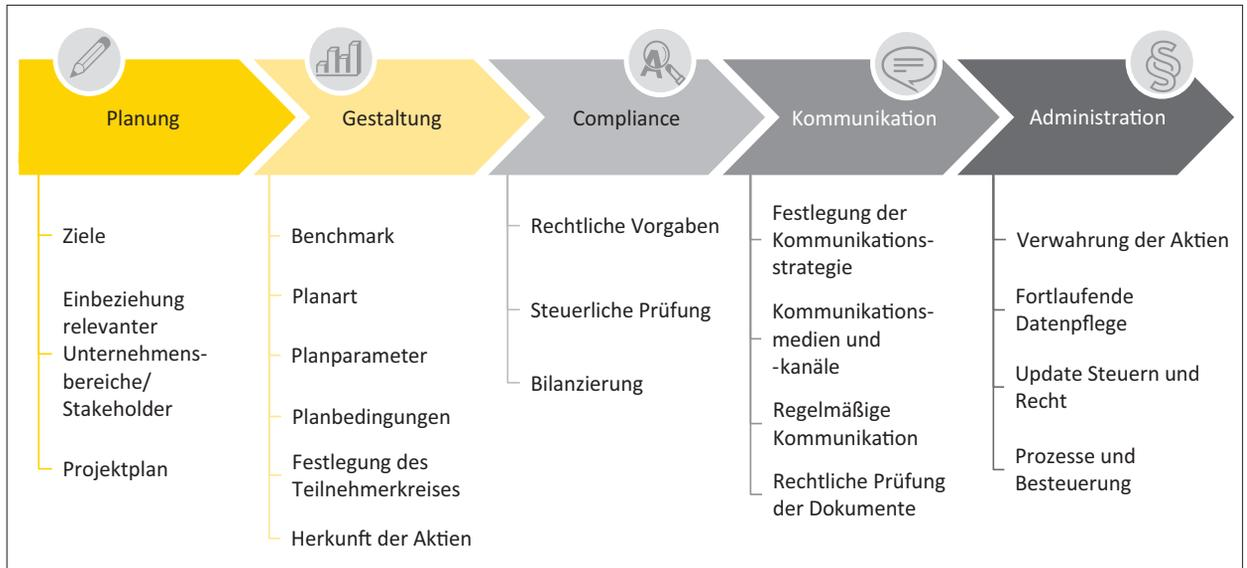 Planung
Gestaltung
Compliance
Kommunikation
Administration
Ziele
Einbeziehung
relevanter
Unternehmens-
bereiche/
Stakeholder
Projektplan
Benchmark
Planart
Planparameter
Planbedingungen
Festlegung des
Teilnehmerkreises
Herkunft der Aktien
Rechtliche Vorgaben
Steuerliche Prüfung
Bilanzierung
Festlegung der
Kommunikations-
strategie
Kommunikations-
medien und
-kanäle
Regelmäßige
Kommunikation
Rechtliche Prüfung
der Dokumente
Verwahrung der Aktien
Fortlaufende
Datenpflege
Update Steuern und
Recht
Prozesse und
Besteuerung